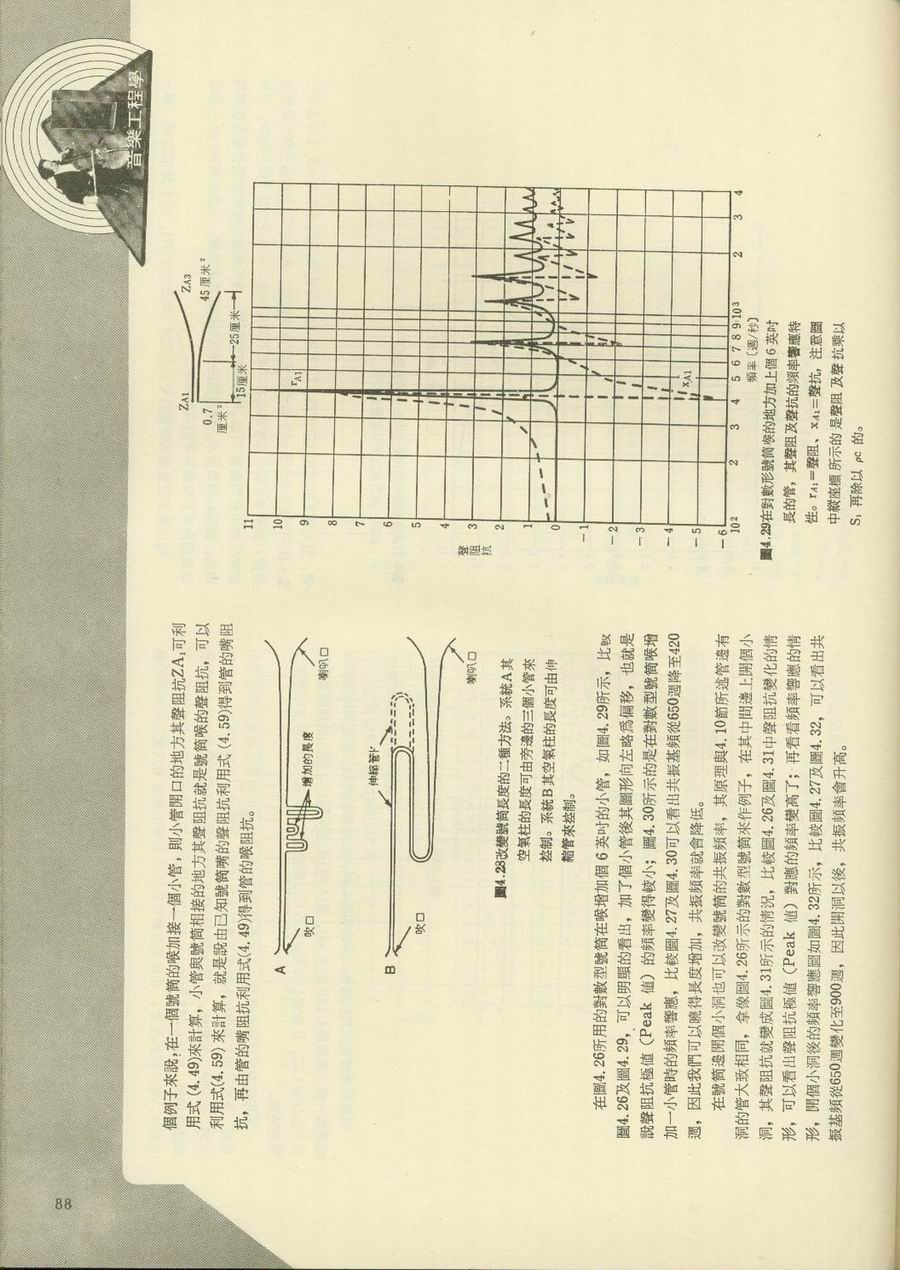 音樂工程學
個例子來說,在一個號筒的喉加接一個小管，則小管開口的地方其聲阻抗ZA₁可利
用式 (4.49)來計算，小管與號筒相接的地方其聲阻抗就是號筒喉的聲阻抗，可以
利用式(4.59) 來計算，就是說由已知號筒嘴的聲阻抗利用式 (4.59)得到管的嘴阻
抗，再由管的嘴阻抗利用式(4.49)得到管的喉阻抗。
A
吹口
增加的長度
喇叭口
B
吹口
伸縮管
喇叭口
圖4.28改變號筒長度的二種方法。系統A其
空氣柱的長度可由旁邊的三個小管來
控制。系統B其空氣柱的長度可由伸
縮管來控制。
在圖4.26所用的對數型號筒在喉增加個 6 英吋的小管，如圖4.29所示，比較
圖4.26及圖4.29，可以明顯的看出，加了個小管後其圖形向左略爲偏移，也就是
說聲阻抗極値（Peak 値）的頻率變得較小；圖4.30所示的是在對數型號筒喉增
加一小管時的頻率響應，比較圖4.27及圖4.30可以看出共振基頻從650週降至420
週，因此我們可以曉得長度增加，共振頻率就會降低。
在號筒邊開個小洞也可以改變號筒的共振頻率，其原理與4.10節所述管邊有
洞的管大致相同，拿像圖4.26所示的對數型號筒來作例子，在其中間邊上開個小
洞，其聲阻抗就變成圖4.31所示的情況，比較圖4.26及圖4.31中聲阻抗變化的情
形，可以看出聲阻抗極値（Peak 値）對應的頻率變高了；再看看頻率響應的情
形，開個小洞後的頻率響應圖如圖4.32所示，比較圖4.27及圖4.32，可以看出共
振基頻從650週變化至900週，因此開洞以後，共振頻率會升高。
ZA1
ZA3
0.7
厘米²
45 厘米²
15厘米
25厘米
11
10
9
8
7
6
5
4
3
2
1
0
−1
−2
−3
−4
−5
−6
聲阻抗
rA1
xA1
10² 2 3 4 5 6 7 8 9 10³ 2 3 4
頻率〔週/秒〕
圖4.29在對數形號筒喉的地方加上個 6 英吋
長的管，其聲阻及聲抗的頻率響應特
性。rA1＝聲阻、xA1＝聲抗，注意圖
中縱座標所示的是聲阻及聲抗乘以
S₁ 再除以 ρc 的。
88